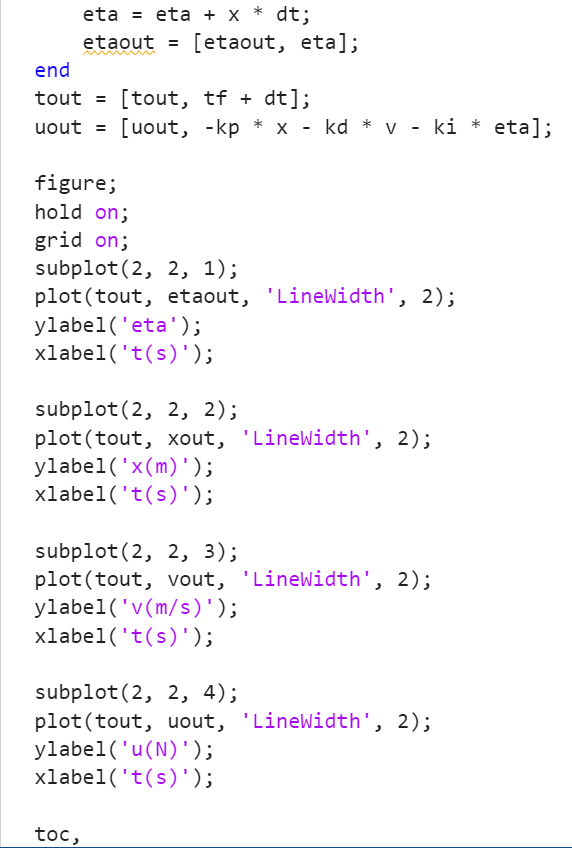 eta = eta + x * dt;
etaout = [etaout, eta];
end
tout = [tout, tf + dt];
uout = [uout, -kp * x - kd * v - ki * eta];
figure;
hold on;
grid on;
subplot(2, 2, 1);
plot(tout, etaout, 'LineWidth', 2);
ylabel('eta');
xlabel('t(s)');
subplot(2, 2, 2);
plot(tout, xout, 'LineWidth', 2);
ylabel('x(m)');
xlabel('t(s)');
subplot(2, 2, 3);
plot(tout, vout, 'LineWidth', 2);
ylabel('v(m/s)');
xlabel('t(s)');
subplot(2, 2, 4);
plot(tout, uout, 'LineWidth', 2);
ylabel('u(N)');
xlabel('t(s)');
toc,